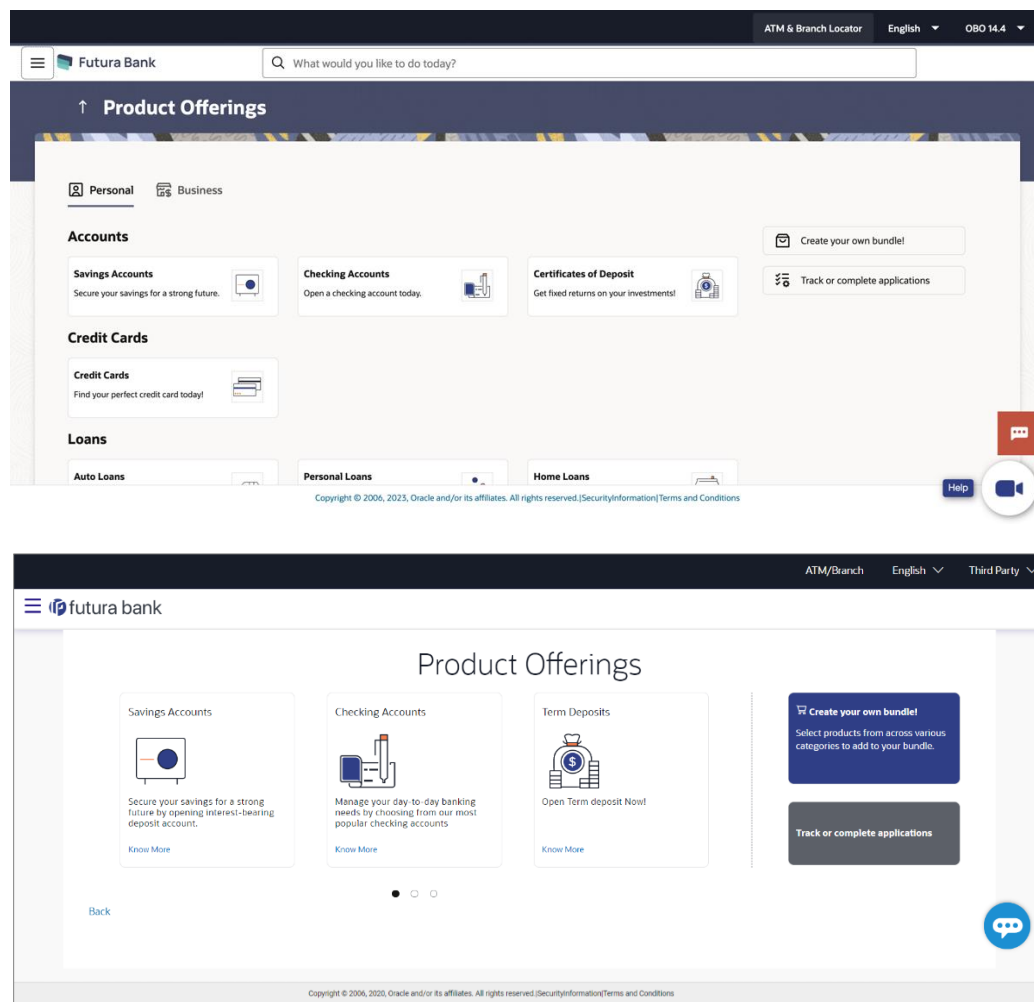 ATM & Branch Locator English OBO 14.4
Futura Bank What would you like to do today?
Product Offerings
Personal Business
Accounts
Create your own bundle!
Savings Accounts Checking Accounts Certificates of Deposit
Secure your savings for a strong future. Open a checking account today. Get fixed returns on your investments!
Track or complete applications
Credit Cards
Credit Cards
Find your perfect credit card today!
Loans
Auto Loans Personal Loans Home Loans
Help
Copyright © 2006, 2023, Oracle and/or its affiliates. All rights reserved.|SecurityInformation|Terms and Conditions
ATM/Branch English Third Party
futura bank
Product Offerings
Savings Accounts
Secure your savings for a strong
future by opening interest-bearing
deposit account.
Know More
Checking Accounts
Manage your day-to-day banking
needs by choosing from our most
popular checking accounts
Know More
Term Deposits
Open Term deposit Now!
Know More
Create your own bundle!
Select products from across various
categories to add to your bundle.
Track or complete applications
Back
Copyright © 2006, 2020, Oracle and/or its affiliates. All rights reserved.|SecurityInformation|Terms and Conditions